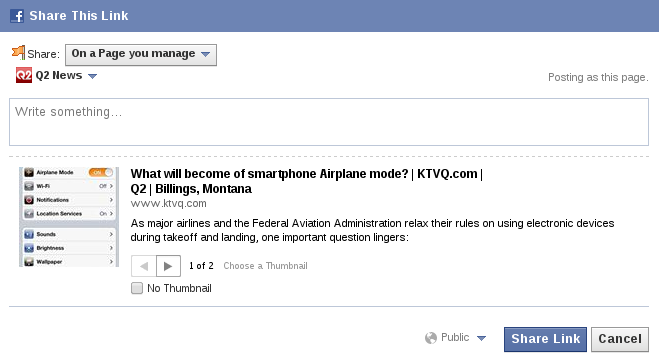 Share This Link
Share: On a Page you manage
Q2 Q2 News
Posting as this page.
Write something...
Airplane Mode ON
Wi-Fi Off
Notifications
Location Services On
Sounds
Brightness
Wallpaper
What will become of smartphone Airplane mode? | KTVQ.com |
Q2 | Billings, Montana
www.ktvq.com
As major airlines and the Federal Aviation Administration relax their rules on using electronic devices
during takeoff and landing, one important question lingers:
1 of 2 Choose a Thumbnail
No Thumbnail
Public Share Link Cancel